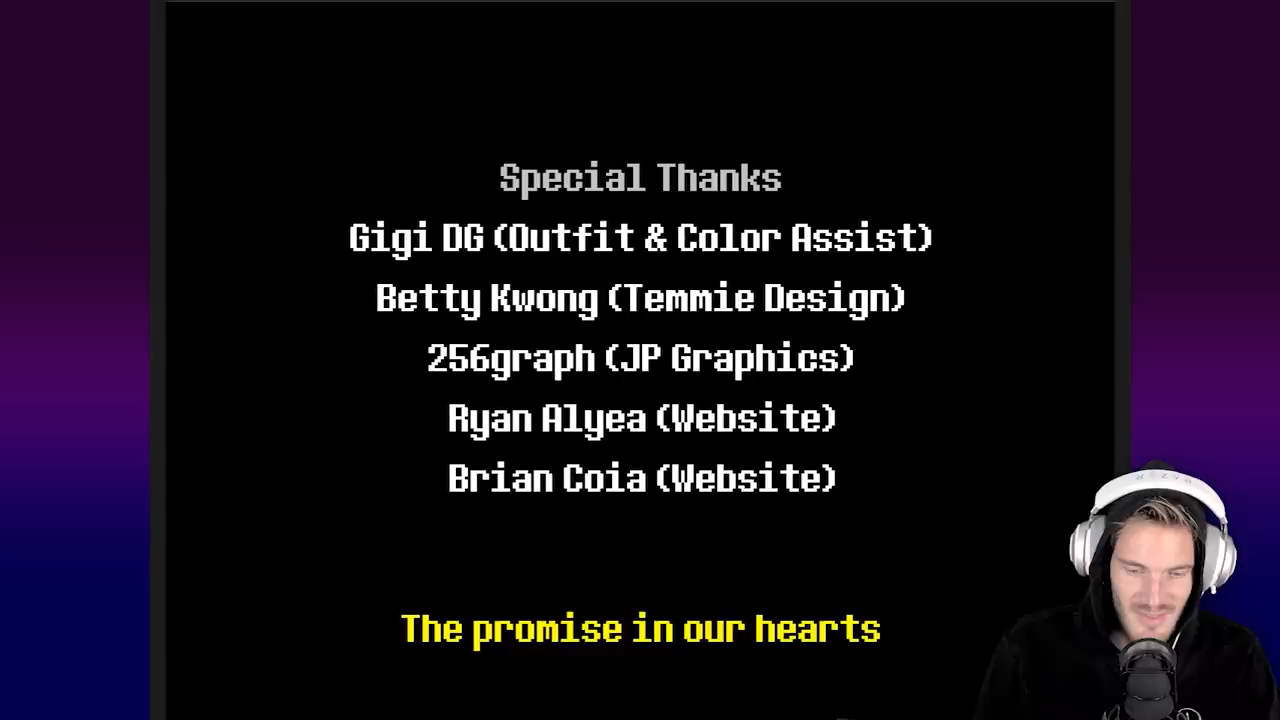 Special Thanks
Gigi DG (Outfit & Color Assist)
Betty Kwong (Temmie Design)
256graph (JP Graphics)
Ryan Alyea (Website)
Brian Coia (Website)
The promise in our hearts